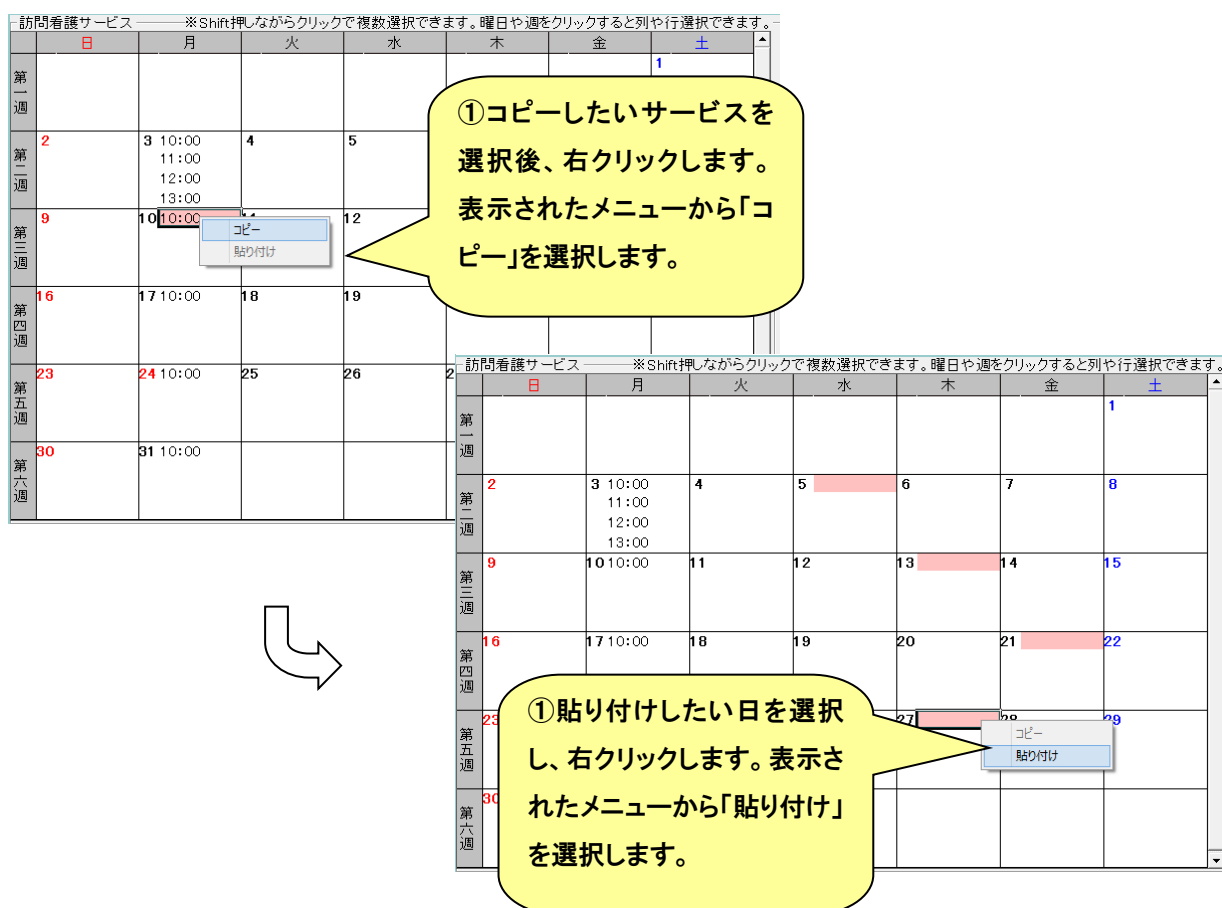 訪問看護サービス ※Shift押しながらクリックで複数選択できます。曜日や週をクリックすると列や行選択できます。
日 月 火 水 木 金 土
第一週 1
第二週 2 3 10:00 4 5
11:00
12:00
13:00
第三週 9 10 10:00 12
コピー
貼り付け
第四週 16 17 10:00 18 19
第五週 23 24 10:00 25 26 2
第六週 30 31 10:00
①コピーしたいサービスを
選択後、右クリックします。
表示されたメニューから「コ
ピー」を選択します。
訪問看護サービス ※Shift押しながらクリックで複数選択できます。曜日や週をクリックすると列や行選択できます。
日 月 火 水 木 金 土
第一週 1
第二週 2 3 10:00 4 5 6 7 8
11:00
12:00
13:00
第三週 9 10 10:00 11 12 13 14 15
第四週 16 17 10:00 18 19 20 21 22
第五週 23 27 28 29
コピー
貼り付け
第六週 30
①貼り付けしたい日を選択
し、右クリックします。表示さ
れたメニューから「貼り付け」
を選択します。